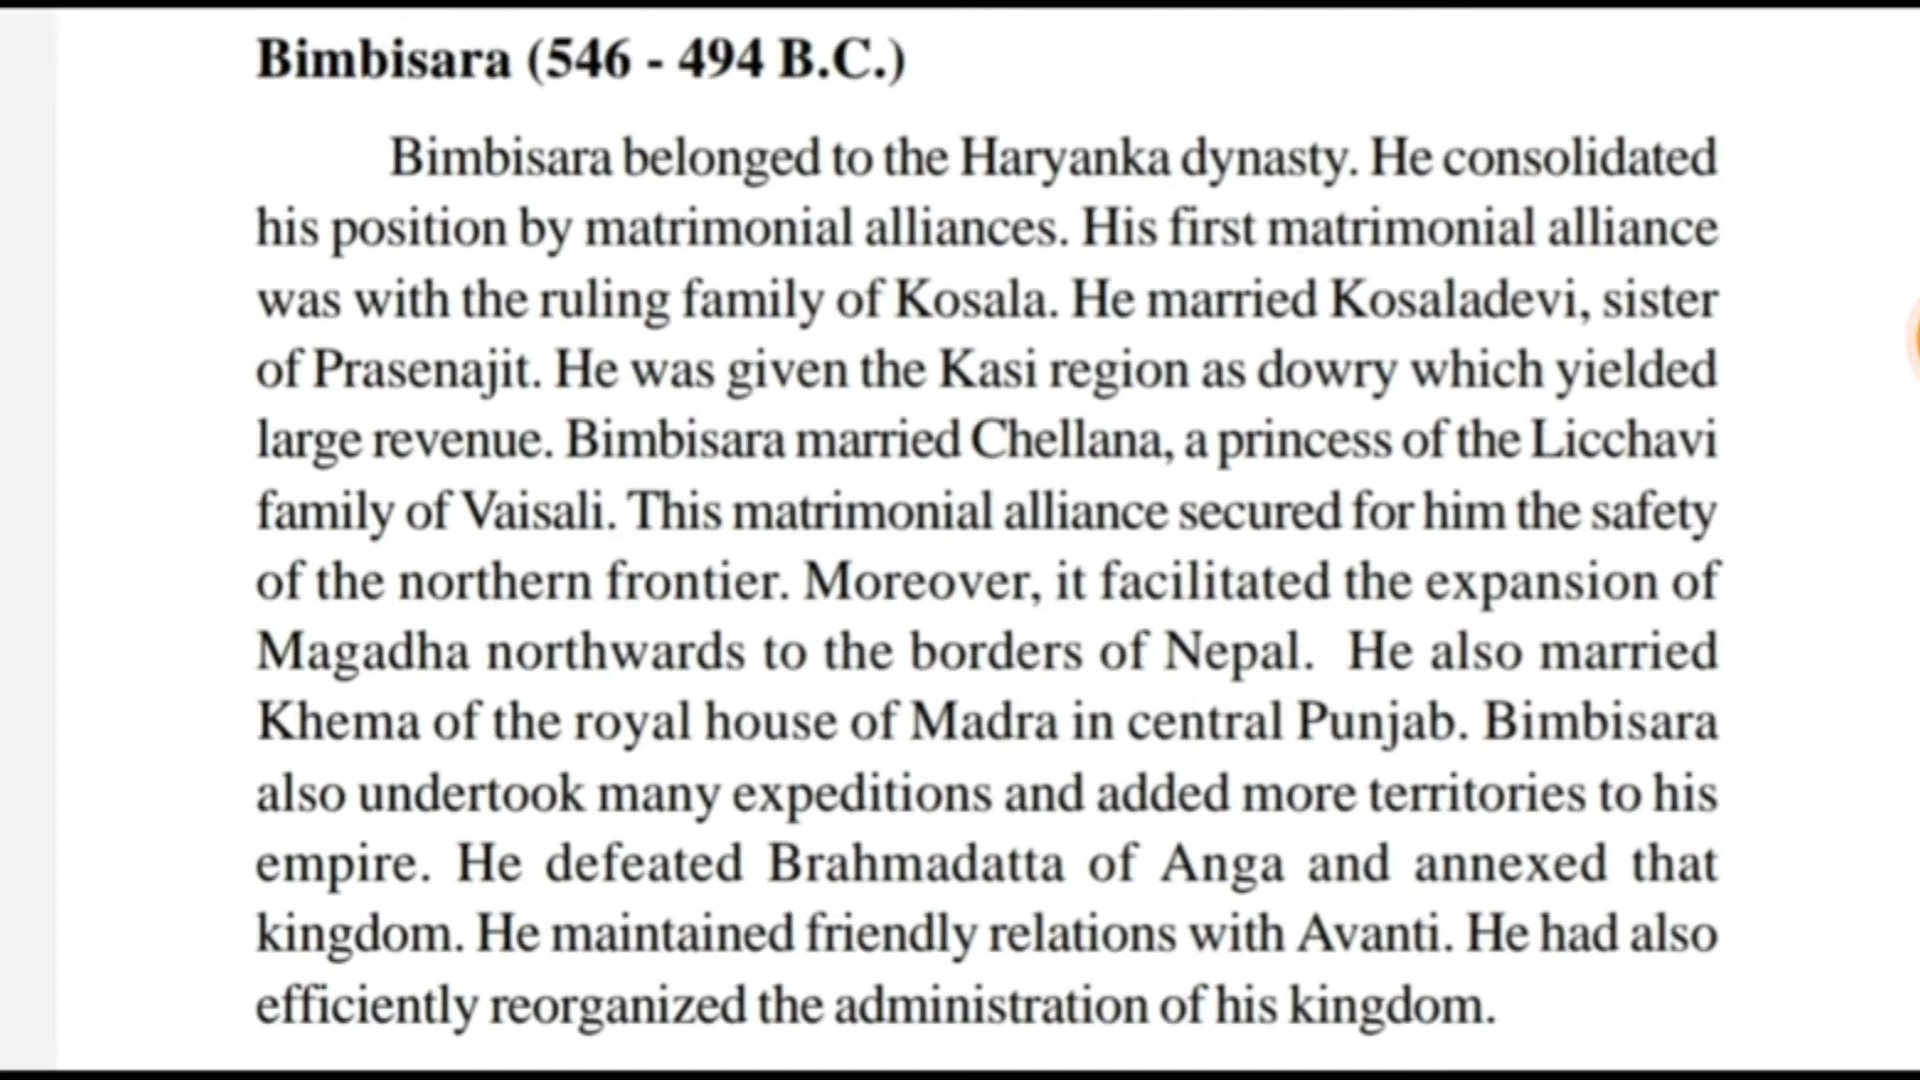 Bimbisara (546 - 494 B.C.)
Bimbisara belonged to the Haryanka dynasty. He consolidated
his position by matrimonial alliances. His first matrimonial alliance
was with the ruling family of Kosala. He married Kosaladevi, sister
of Prasenajit. He was given the Kasi region as dowry which yielded
large revenue. Bimbisara married Chellana, a princess of the Licchavi
family of Vaisali. This matrimonial alliance secured for him the safety
of the northern frontier. Moreover, it facilitated the expansion of
Magadha northwards to the borders of Nepal. He also married
Khema of the royal house of Madra in central Punjab. Bimbisara
also undertook many expeditions and added more territories to his
empire. He defeated Brahmadatta of Anga and annexed that
kingdom. He maintained friendly relations with Avanti. He had also
efficiently reorganized the administration of his kingdom.